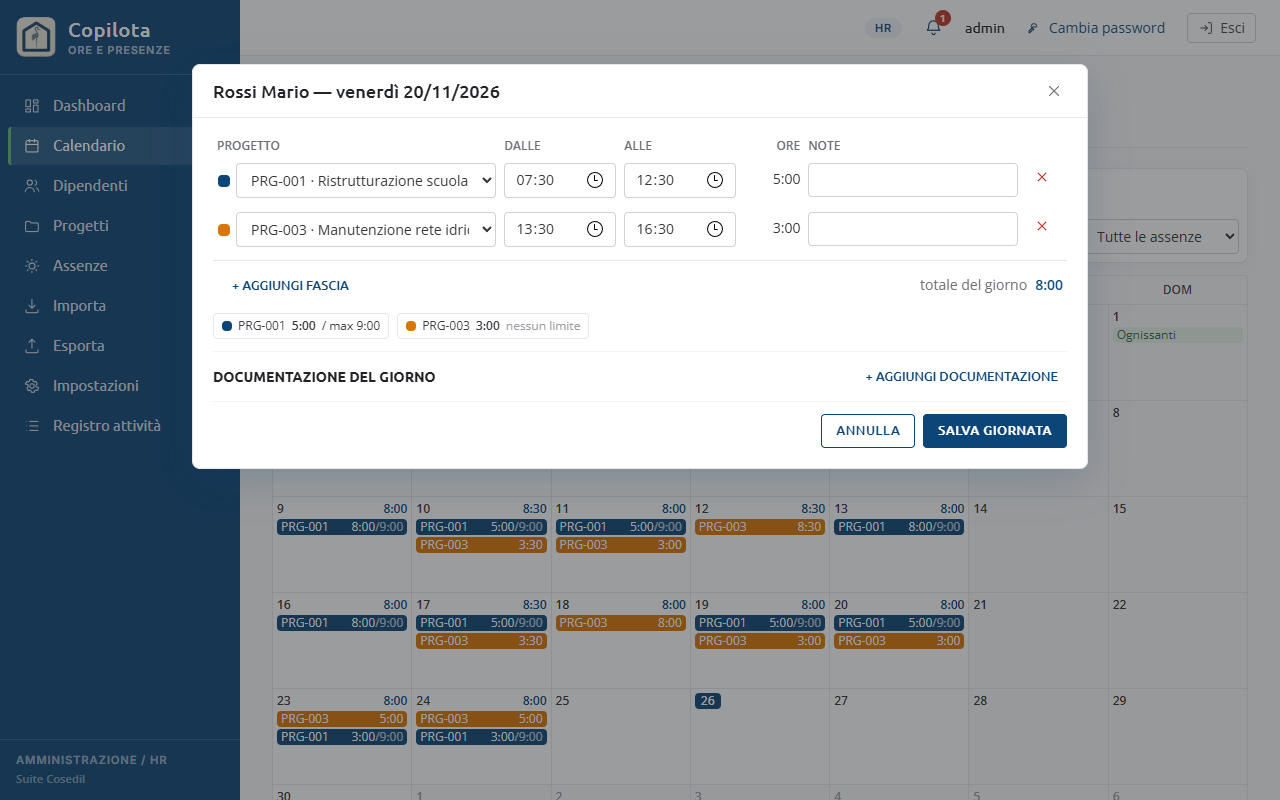 Copilota
ORE E PRESENZE
HR
1
admin
Cambia password
Esci
Dashboard
Calendario
Dipendenti
Progetti
Assenze
Importa
Esporta
Impostazioni
Registro attività
AMMINISTRAZIONE / HR
Suite Cosedil
Rossi Mario — venerdì 20/11/2026
PROGETTO DALLE ALLE ORE NOTE
PRG-001 · Ristrutturazione scuola 07:30 12:30 5:00
PRG-003 · Manutenzione rete idri 13:30 16:30 3:00
+ AGGIUNGI FASCIA totale del giorno 8:00
PRG-001 5:00 / max 9:00 PRG-003 3:00 nessun limite
DOCUMENTAZIONE DEL GIORNO + AGGIUNGI DOCUMENTAZIONE
ANNULLA SALVA GIORNATA
Tutte le assenze
DOM
1
Ognissanti
8
9 8:00 10 8:30 11 8:00 12 8:30 13 8:00 14 15
PRG-001 8:00/9:00 PRG-001 5:00/9:00 PRG-001 5:00/9:00 PRG-003 8:30 PRG-001 8:00/9:00
PRG-003 3:30 PRG-003 3:00
16 8:00 17 8:30 18 8:00 19 8:00 20 8:00 21 22
PRG-001 8:00/9:00 PRG-001 5:00/9:00 PRG-003 8:00 PRG-001 5:00/9:00 PRG-001 5:00/9:00
PRG-003 3:30 PRG-003 3:00 PRG-003 3:00
23 8:00 24 8:00 25 26 27 28 29
PRG-003 5:00 PRG-003 5:00
PRG-001 3:00/9:00 PRG-001 3:00/9:00
30 1 2 3 4 5 6